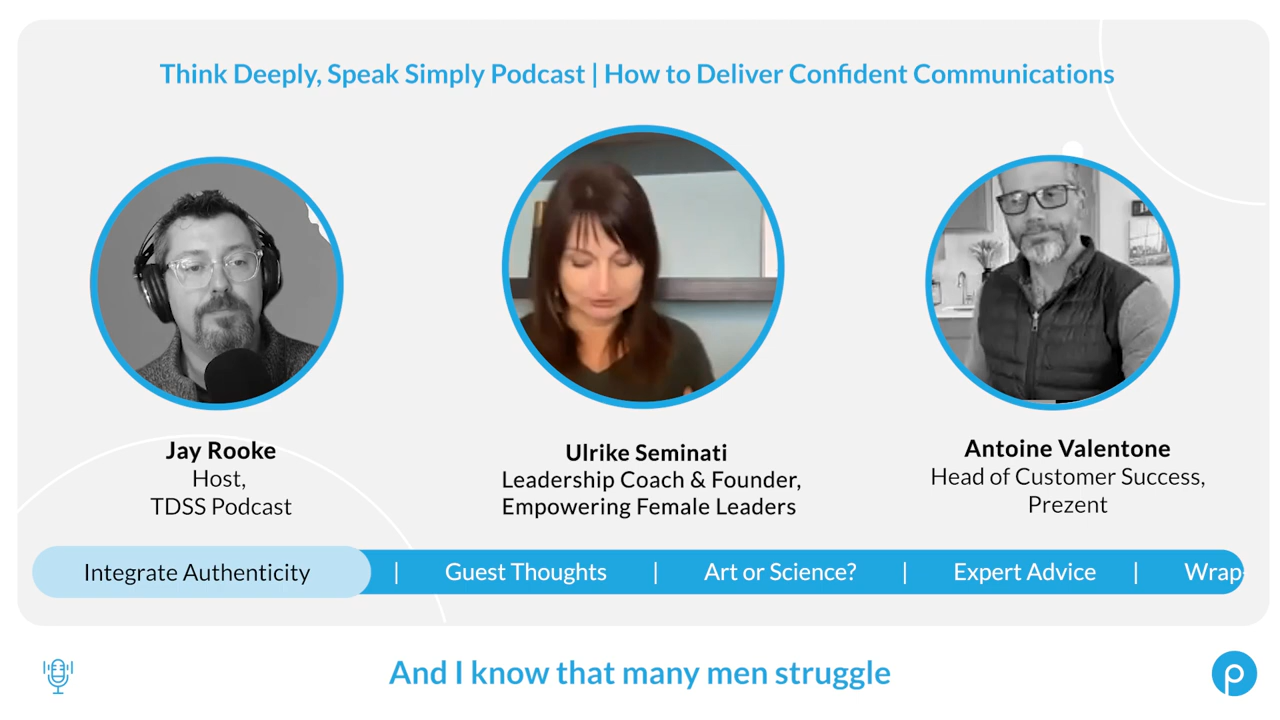 Think Deeply, Speak Simply Podcast | How to Deliver Confident Communications
Jay Rooke
Host,
TDSS Podcast
Ulrike Seminati
Leadership Coach & Founder,
Empowering Female Leaders
Antoine Valentone
Head of Customer Success,
Prezent
Integrate Authenticity | Guest Thoughts | Art or Science? | Expert Advice | Wrap-
And I know that many men struggle